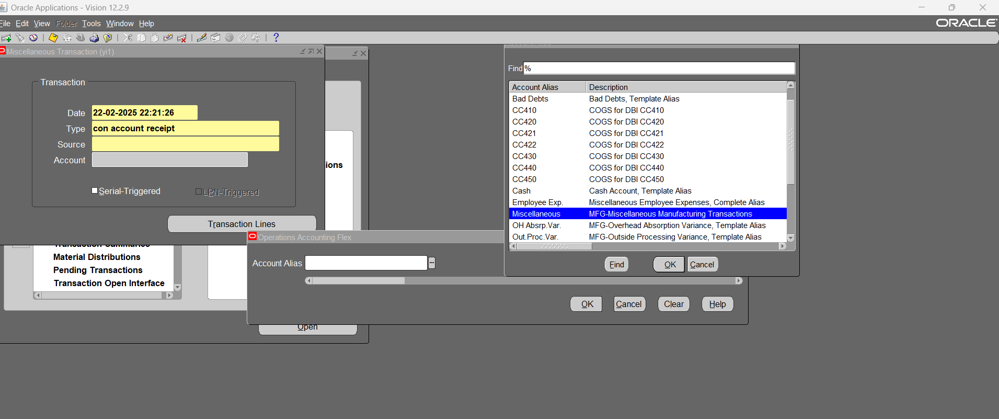 Oracle Applications - Vision 12.2.9
File Edit View Folder Tools Window Help
ORACLE
Miscellaneous Transaction (yi1)
Transaction
Date 22-02-2025 22:21:26
Type con account receipt
Source
Account
Serial-Triggered LPN-Triggered
Transaction Lines
ions
Transaction Summaries
Material Distributions
Pending Transactions
Transaction Open Interface
Open
Operations Accounting Flex
Account Alias
OK Cancel Clear Help
Find %
Account Alias Description
Bad Debts Bad Debts, Template Alias
CC410 COGS for DBI CC410
CC420 COGS for DBI CC420
CC421 COGS for DBI CC421
CC422 COGS for DBI CC422
CC430 COGS for DBI CC430
CC440 COGS for DBI CC440
CC450 COGS for DBI CC450
Cash Cash Account, Template Alias
Employee Exp. Miscellaneous Employee Expenses, Complete Alias
Miscellaneous MFG-Miscellaneous Manufacturing Transactions
OH Absrp.Var. MFG-Overhead Absorption Variance, Template Alias
Out.Proc.Var. MFG-Outside Processing Variance, Template Alias
Find OK Cancel